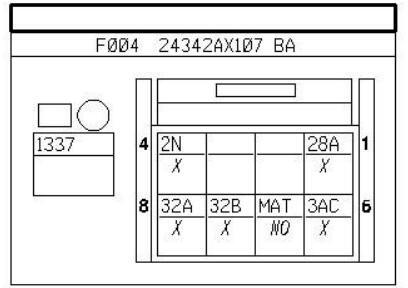 FØØ4 24342AX1Ø7 BA
1337
4 2N 28A 1
X X
8 32A 32B MAT 3AC 6
X X NO X